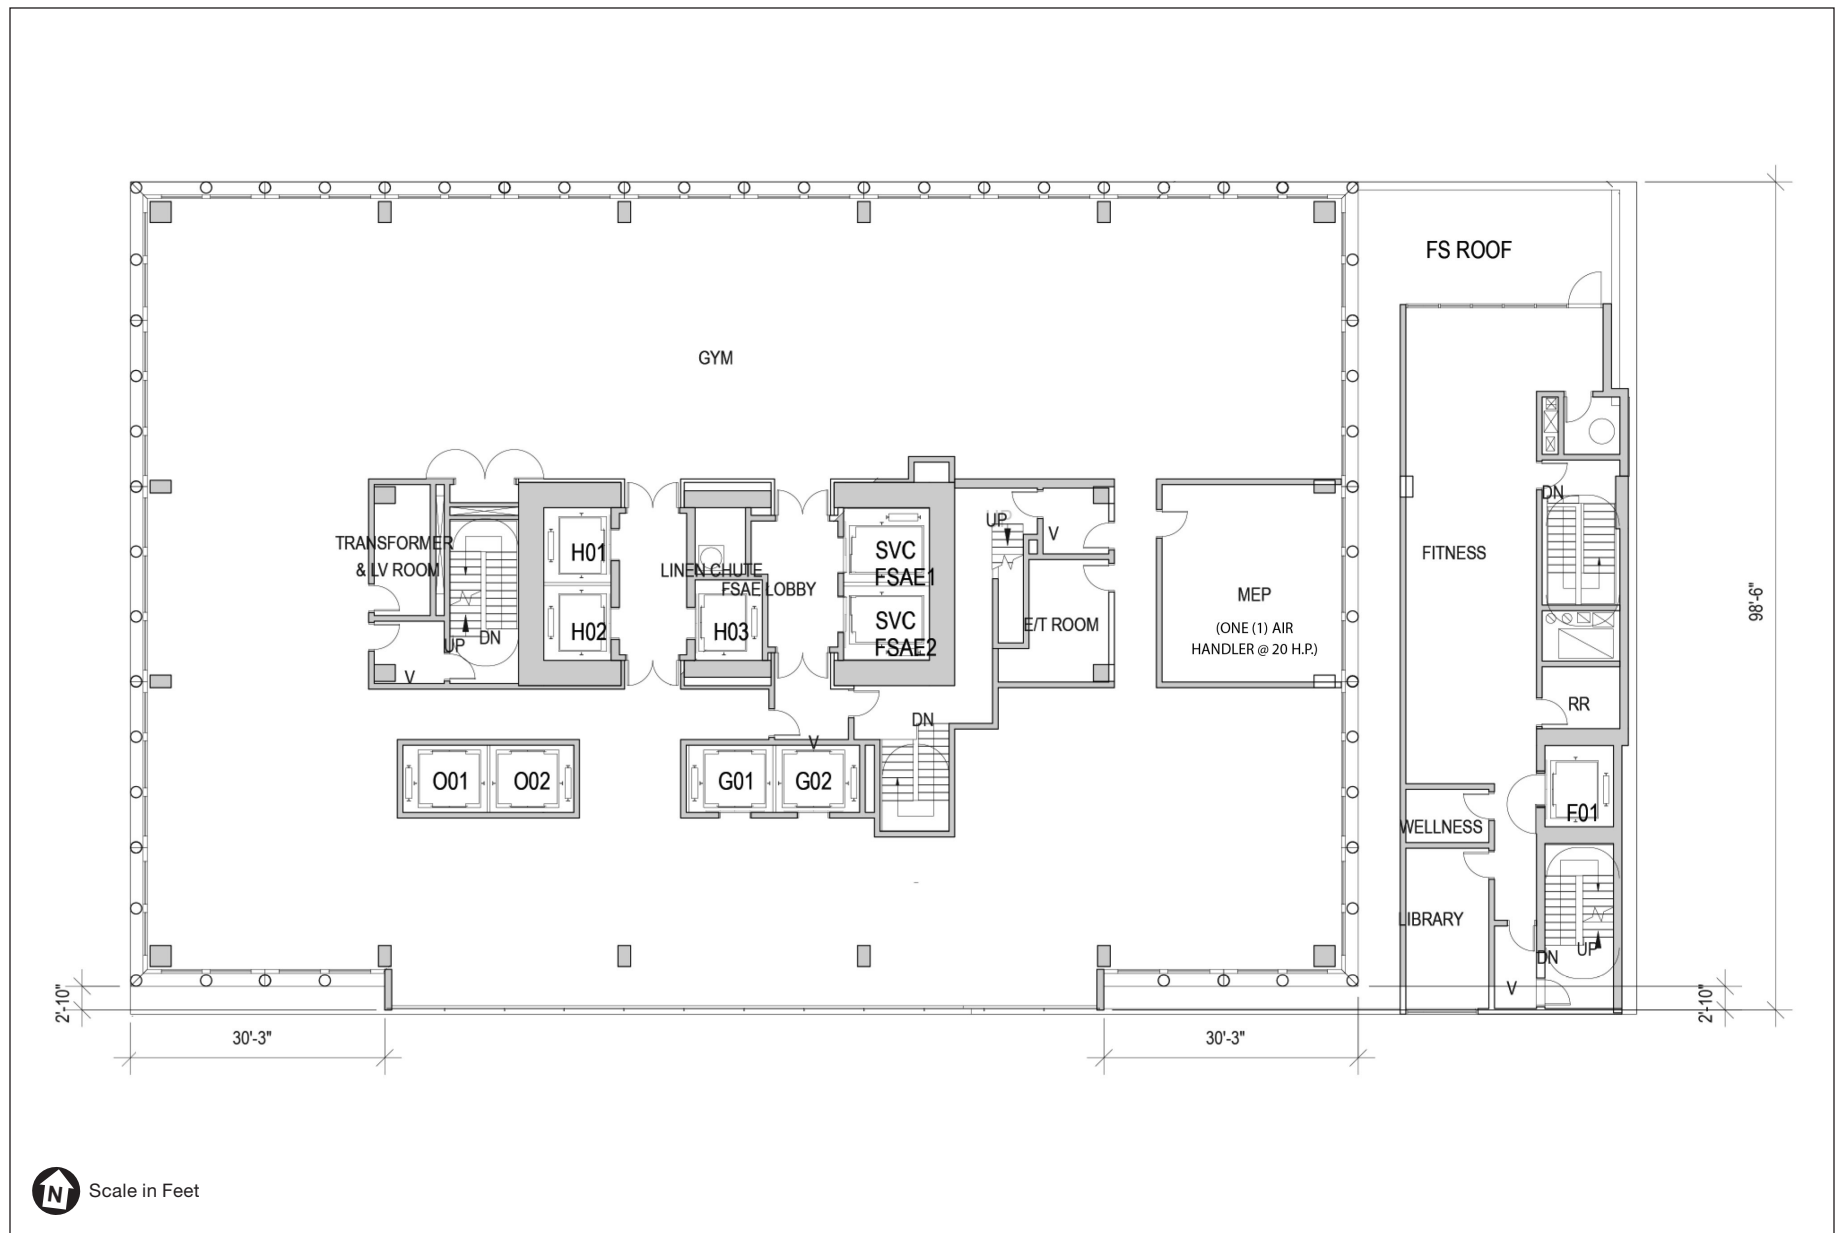 FS ROOF
GYM
DN
UP
UP
V
TRANSFORMER
& LV ROOM
H01
LINEN CHUTE
FSAE LOBBY
SVC
FSAE1
FITNESS
MEP
(ONE (1) AIR
HANDLER @ 20 H.P.)
98'-6"
UP
DN
H02
H03
SVC
FSAE2
E/T ROOM
V
RR
DN
V
O01
O02
G01
G02
F01
WELLNESS
LIBRARY
DN
UP
V
2'-10"
2'-10"
30'-3"
30'-3"
N
Scale in Feet